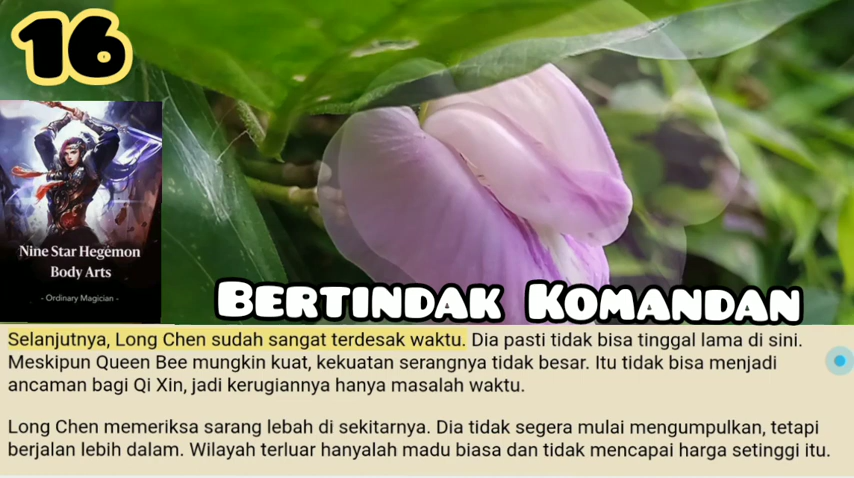 16
Nine Star Hegemon
Body Arts
- Ordinary Magician -
BERTINDAK KOMANDAN
Selanjutnya, Long Chen sudah sangat terdesak waktu. Dia pasti tidak bisa tinggal lama di sini.
Meskipun Queen Bee mungkin kuat, kekuatan serangnya tidak besar. Itu tidak bisa menjadi
ancaman bagi Qi Xin, jadi kerugiannya hanya masalah waktu.
Long Chen memeriksa sarang lebah di sekitarnya. Dia tidak segera mulai mengumpulkan, tetapi
berjalan lebih dalam. Wilayah terluar hanyalah madu biasa dan tidak mencapai harga setinggi itu.